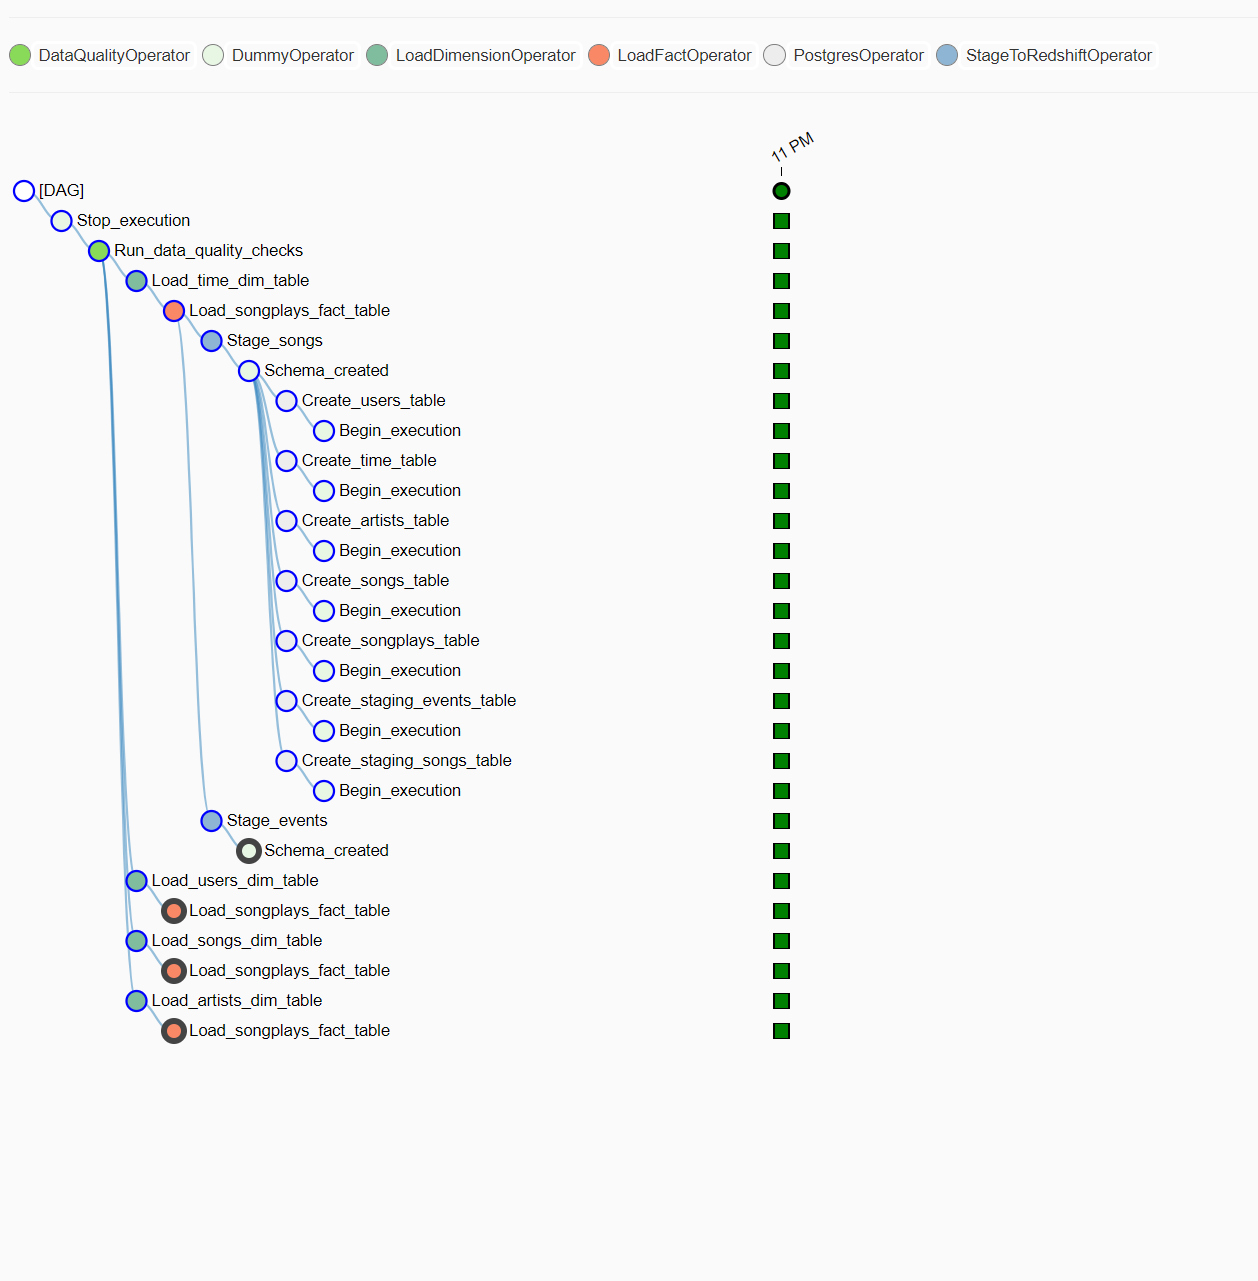 DataQualityOperator DummyOperator LoadDimensionOperator LoadFactOperator PostgresOperator StageToRedshiftOperator
11 PM
[DAG]
Stop_execution
Run_data_quality_checks
Load_time_dim_table
Load_songplays_fact_table
Stage_songs
Schema_created
Create_users_table
Begin_execution
Create_time_table
Begin_execution
Create_artists_table
Begin_execution
Create_songs_table
Begin_execution
Create_songplays_table
Begin_execution
Create_staging_events_table
Begin_execution
Create_staging_songs_table
Begin_execution
Stage_events
Schema_created
Load_users_dim_table
Load_songplays_fact_table
Load_songs_dim_table
Load_songplays_fact_table
Load_artists_dim_table
Load_songplays_fact_table